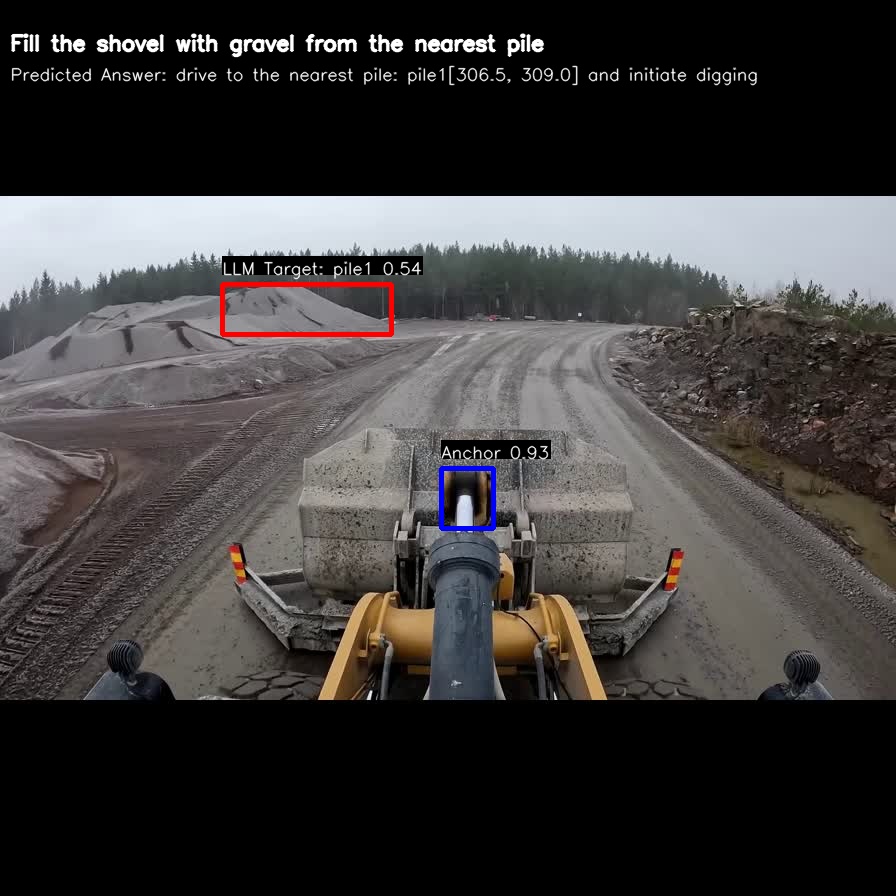 Fill the shovel with gravel from the nearest pile
Predicted Answer: drive to the nearest pile: pile1[306.5, 309.0] and initiate digging
LLM Target: pile1 0.54
Anchor 0.93